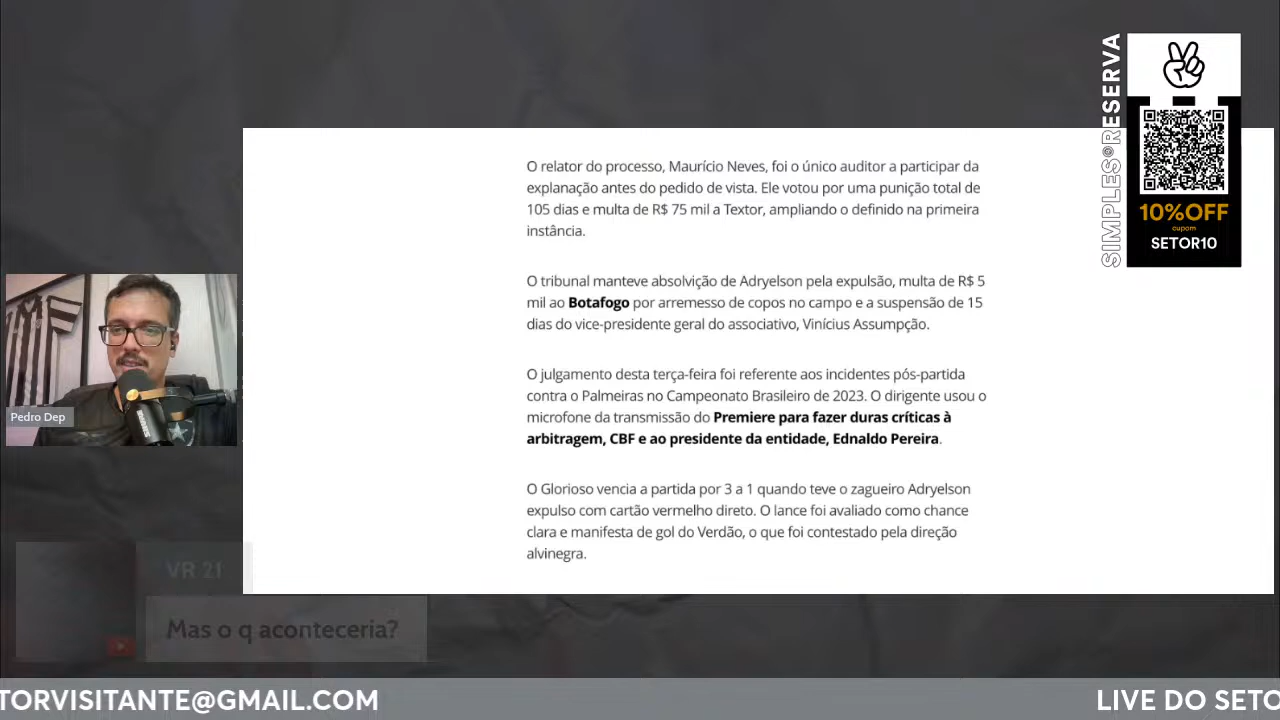 O relator do processo, Maurício Neves, foi o único auditor a participar da
explanação antes do pedido de vista. Ele votou por uma punição total de
105 dias e multa de R$ 75 mil a Textor, ampliando o definido na primeira
instância.
O tribunal manteve absolvição de Adryelson pela expulsão, multa de R$ 5
mil ao Botafogo por arremesso de copos no campo e a suspensão de 15
dias do vice-presidente geral do associativo, Vinícius Assumpção.
O julgamento desta terça-feira foi referente aos incidentes pós-partida
contra o Palmeiras no Campeonato Brasileiro de 2023. O dirigente usou o
microfone da transmissão do Premiere para fazer duras críticas à
arbitragem, CBF e ao presidente da entidade, Ednaldo Pereira.
O Glorioso vencia a partida por 3 a 1 quando teve o zagueiro Adryelson
expulso com cartão vermelho direto. O lance foi avaliado como chance
clara e manifesta de gol do Verdão, o que foi contestado pela direção
alvinegra.
SIMPLES®RESERVA
10%OFF
cupom
SETOR10
Pedro Dep
VR 21
Mas o q aconteceria?
TORVISITANTE@GMAIL.COM
LIVE DO SETO